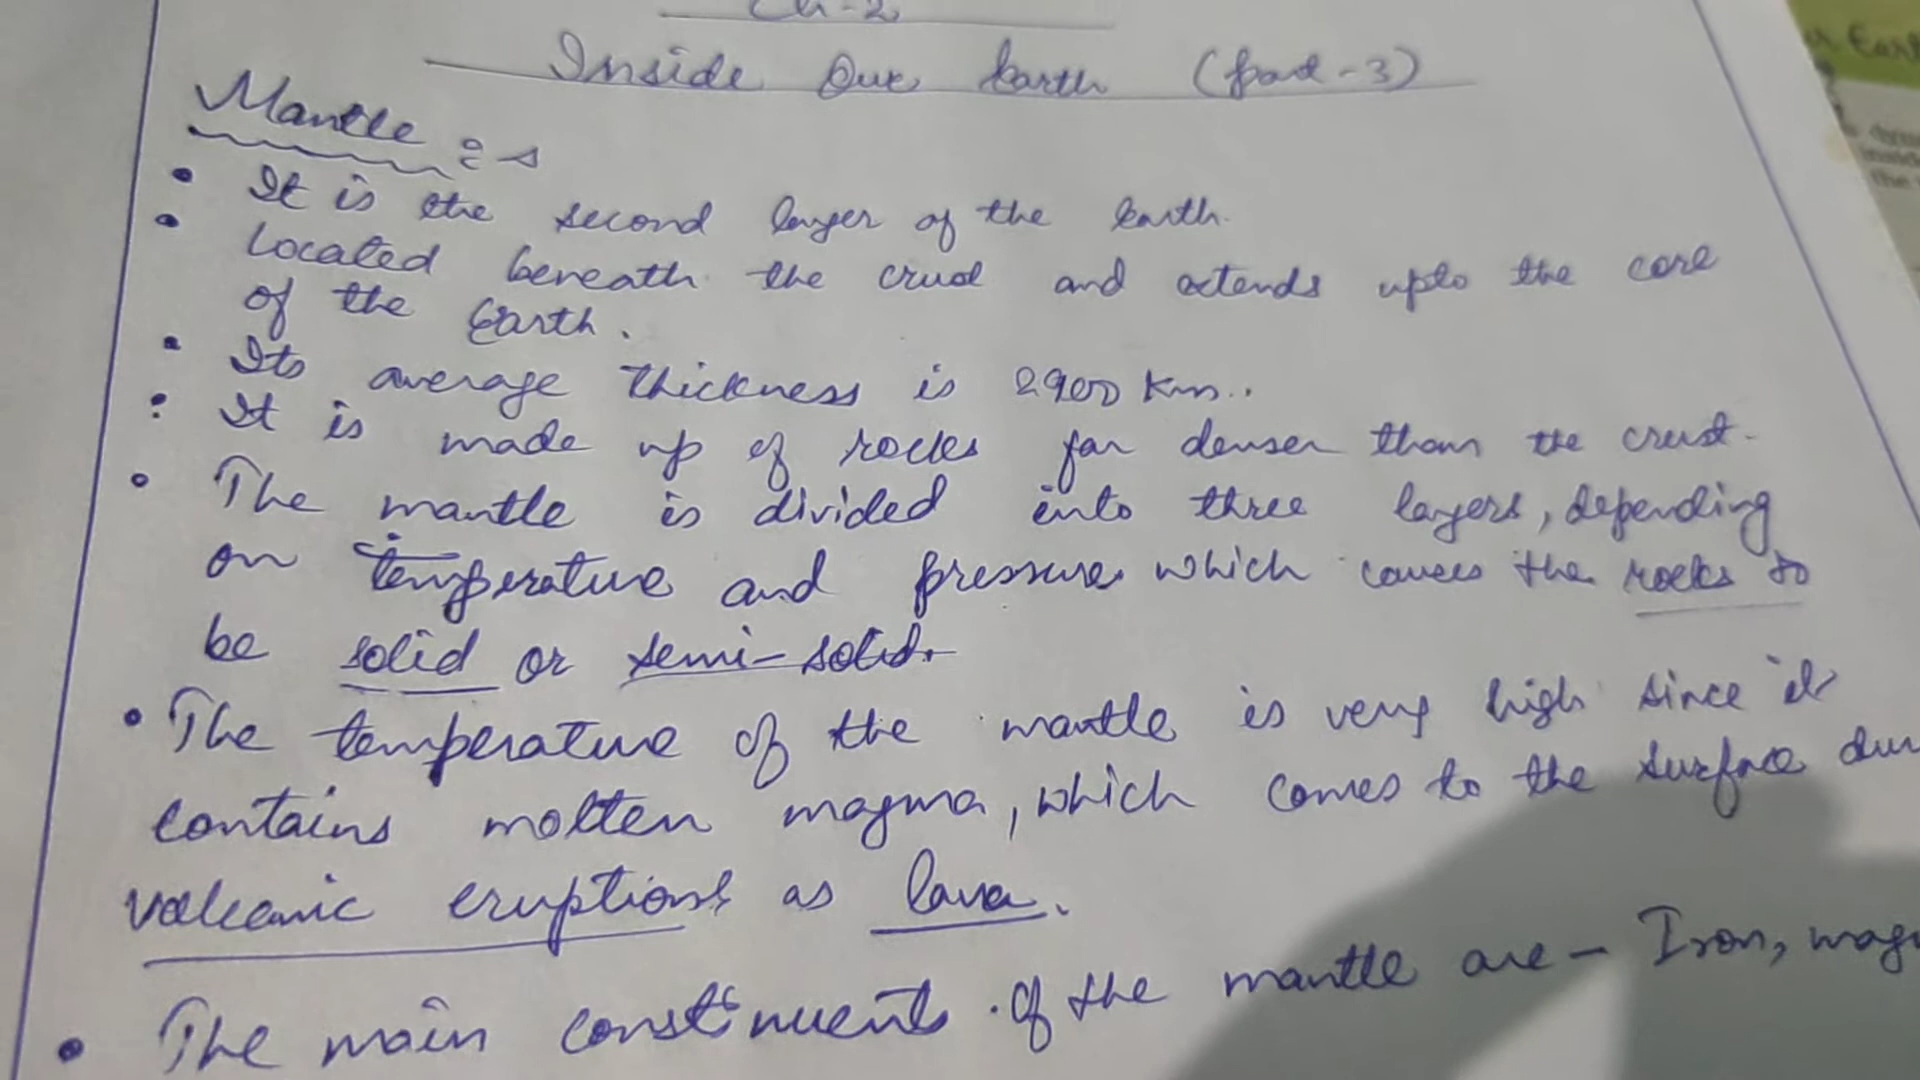 Ch-2
Inside Our Earth (part-3)
Mantle :→
• It is the second layer of the Earth.
• Located beneath the crust and extends upto the core
of the Earth.
• Its average thickness is 2900 Km.
• It is made up of rocks far denser than the crust.
• The mantle is divided into three layers, depending
on temperature and pressure which causes the rocks to
be solid or semi-solid.
• The temperature of the mantle is very high since it
contains molten magma, which comes to the surface
volcanic eruptions as lava.
• The main constituents of the mantle are - Iron,